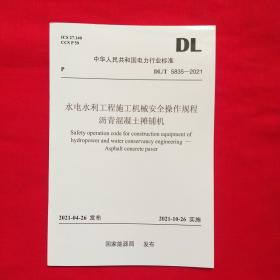 ICS 27.140
CCS P 59
DL
中华人民共和国电力行业标准
P
DL/T 5835—2021
水电水利工程施工机械安全操作规程
沥青混凝土摊铺机
Safety operation code for construction equipment of
hydropower and water conservancy engineering —
Asphalt concrete paver
2021-04-26 发布
2021-10-26 实施
国家能源局 发布